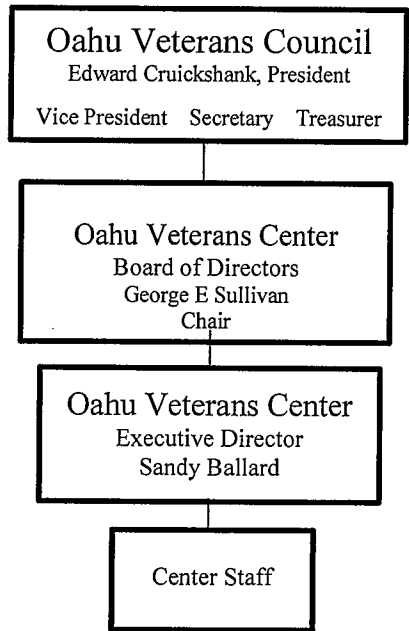 Oahu Veterans Council
Edward Cruickshank, President
Vice President Secretary Treasurer
Oahu Veterans Center
Board of Directors
George E Sullivan
Chair
Oahu Veterans Center
Executive Director
Sandy Ballard
Center Staff